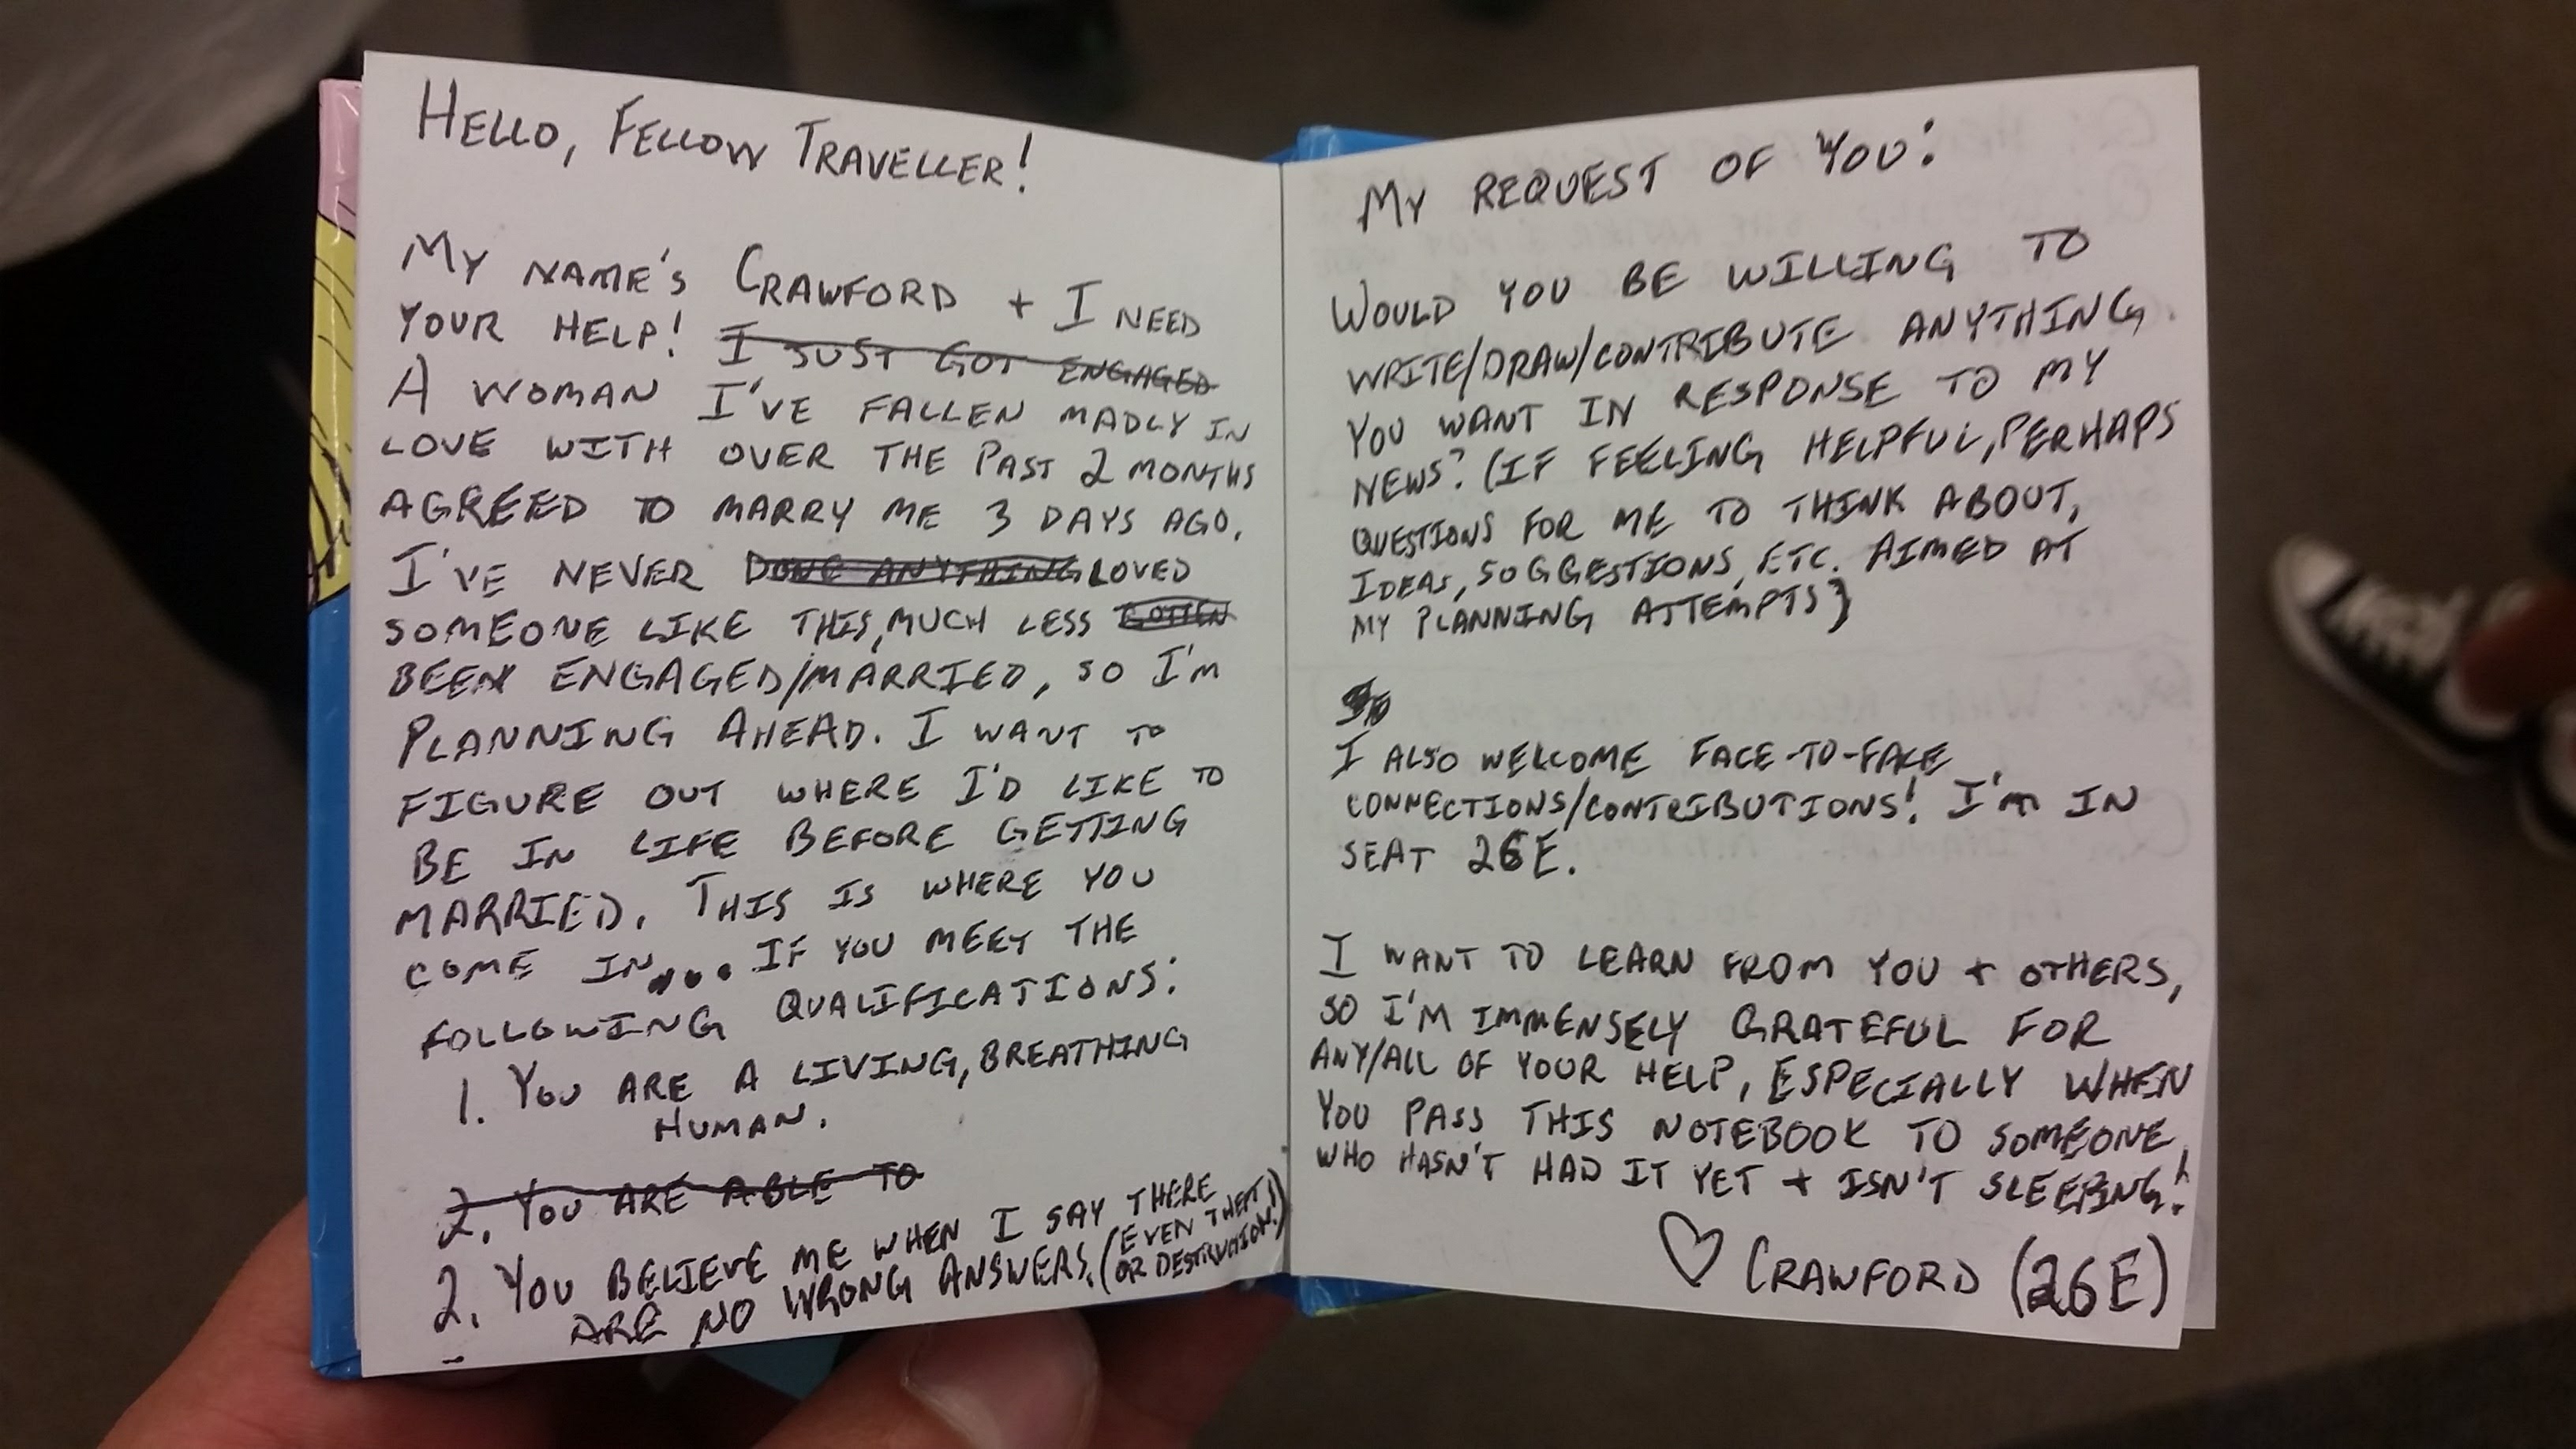 HELLO, FELLOW TRAVELLER!
MY NAME'S CRAWFORD + I NEED
YOUR HELP! I JUST GOT ENGAGED
A WOMAN I'VE FALLEN MADLY IN
LOVE WITH OVER THE PAST 2 MONTHS
AGREED TO MARRY ME 3 DAYS AGO.
I'VE NEVER DONE ANYTHING LOVED
SOMEONE LIKE THIS, MUCH LESS GOTTEN
BEEN ENGAGED/MARRIED, SO I'M
PLANNING AHEAD. I WANT TO
FIGURE OUT WHERE I'D LIKE TO
BE IN LIFE BEFORE GETTING
MARRIED. THIS IS WHERE YOU
COME IN... IF YOU MEET THE
FOLLOWING QUALIFICATIONS:
1. YOU ARE A LIVING, BREATHING
HUMAN.
2. YOU ARE ABLE TO
2. YOU BELIEVE ME WHEN I SAY THERE
ARE NO WRONG ANSWERS. (EVEN THEFT
OR DESTRUCTION!)
MY REQUEST OF YOU:
WOULD YOU BE WILLING TO
WRITE/DRAW/CONTRIBUTE ANYTHING
YOU WANT IN RESPONSE TO MY
NEWS? (IF FEELING HELPFUL, PERHAPS
QUESTIONS FOR ME TO THINK ABOUT,
IDEAS, SUGGESTIONS, ETC. AIMED AT
MY PLANNING ATTEMPTS)
I ALSO WELCOME FACE-TO-FACE
CONNECTIONS/CONTRIBUTIONS! I'M IN
SEAT 26E.
I WANT TO LEARN FROM YOU + OTHERS,
SO I'M IMMENSELY GRATEFUL FOR
ANY/ALL OF YOUR HELP, ESPECIALLY WHEN
YOU PASS THIS NOTEBOOK TO SOMEONE
WHO HASN'T HAD IT YET + ISN'T SLEEPING!
♡ CRAWFORD (26E)